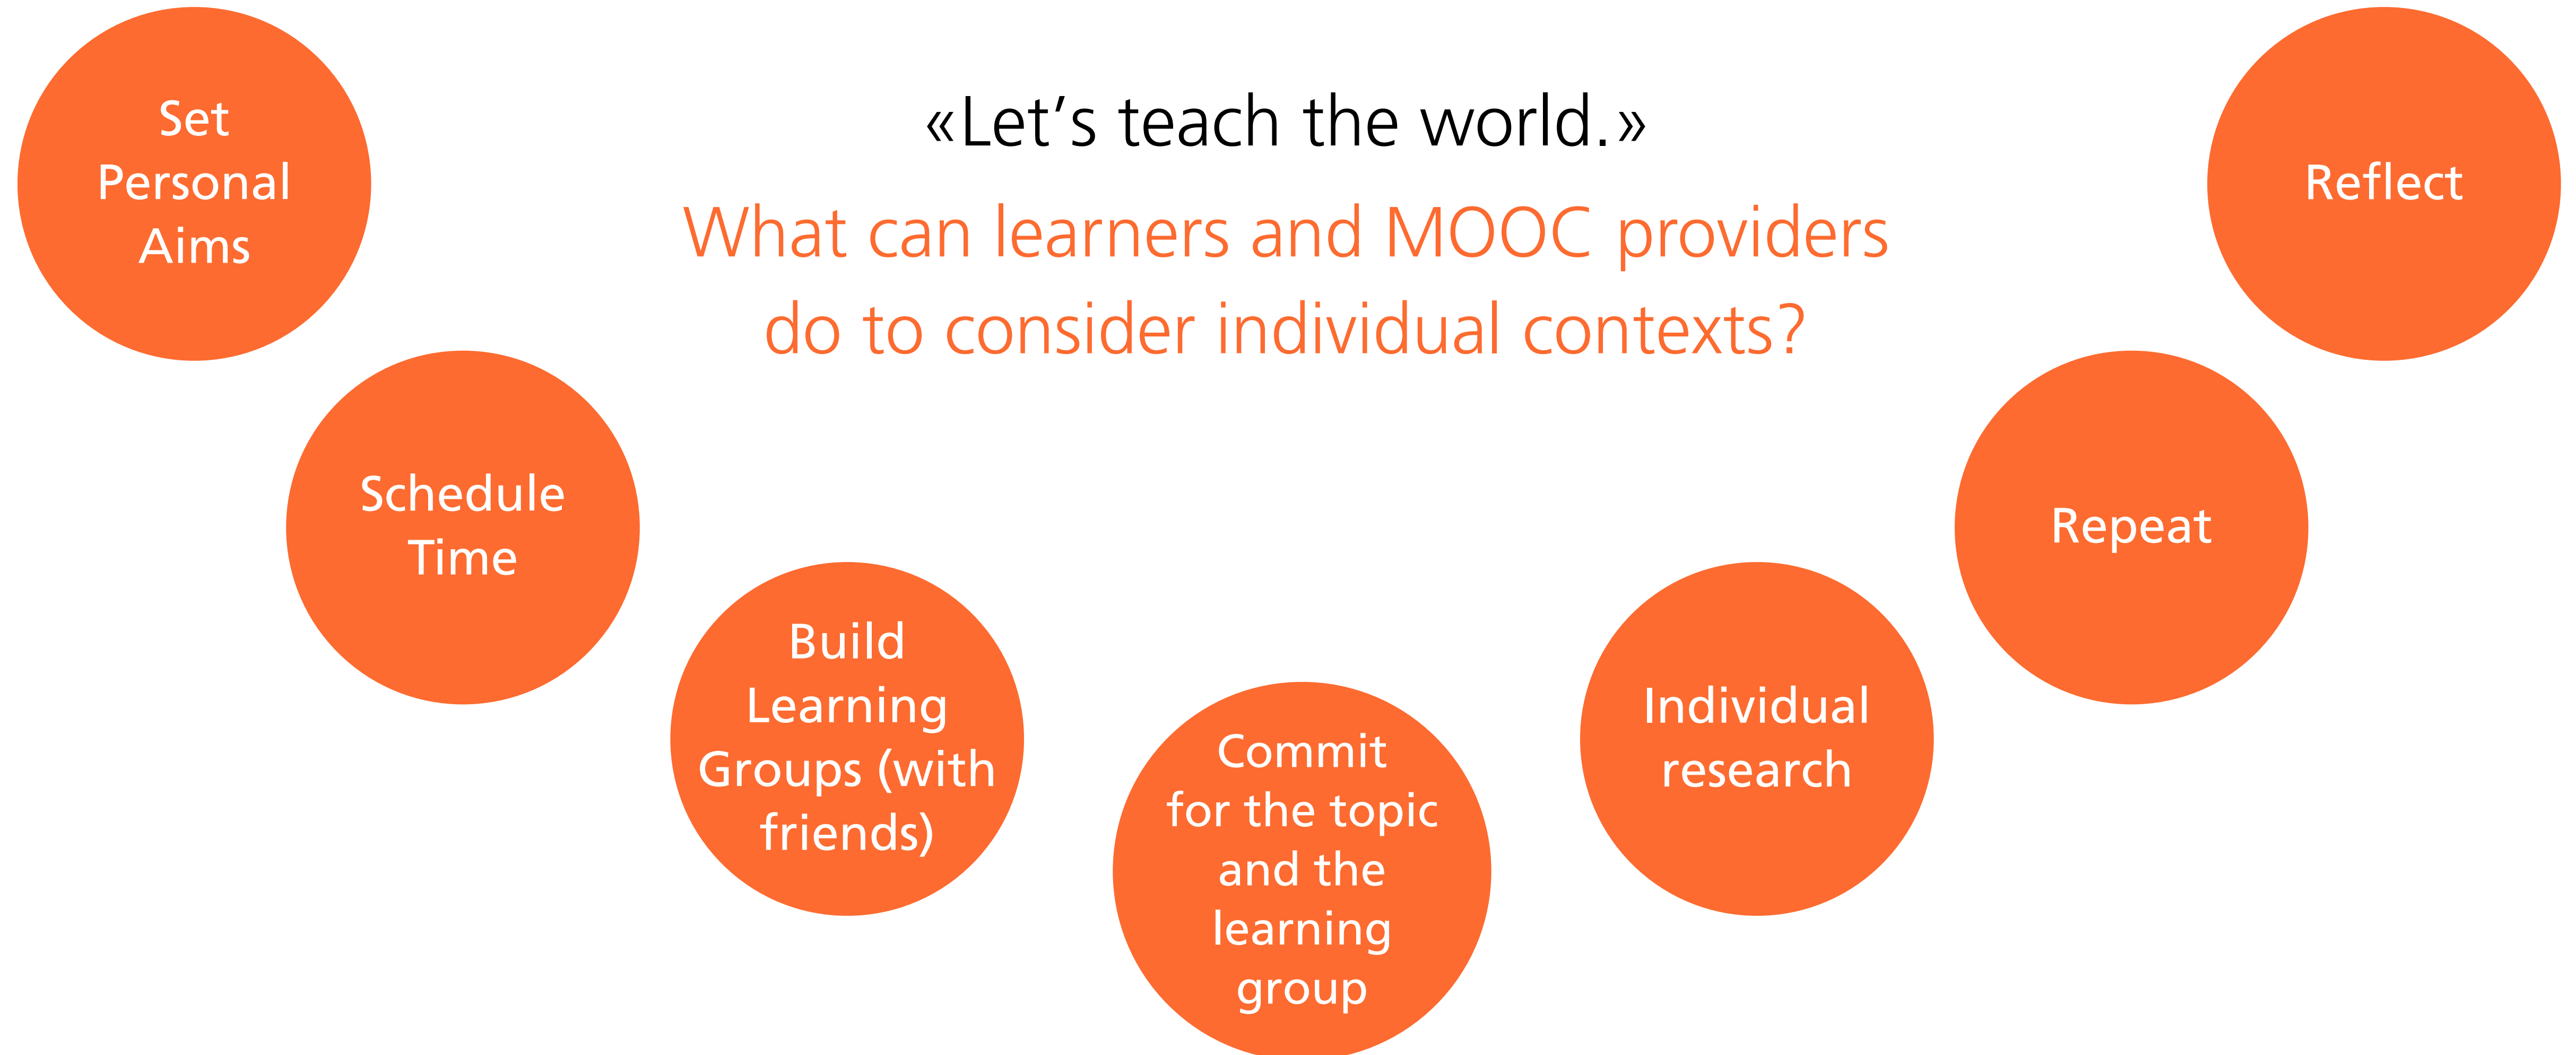 «Let‘s teach the world.»
What can learners and MOOC providers
do to consider individual contexts?
Set
Personal
Aims
Schedule
Time
Build
Learning
Groups (with
friends)
Commit
for the topic
and the
learning
group
Individual
research
Repeat
Reflect